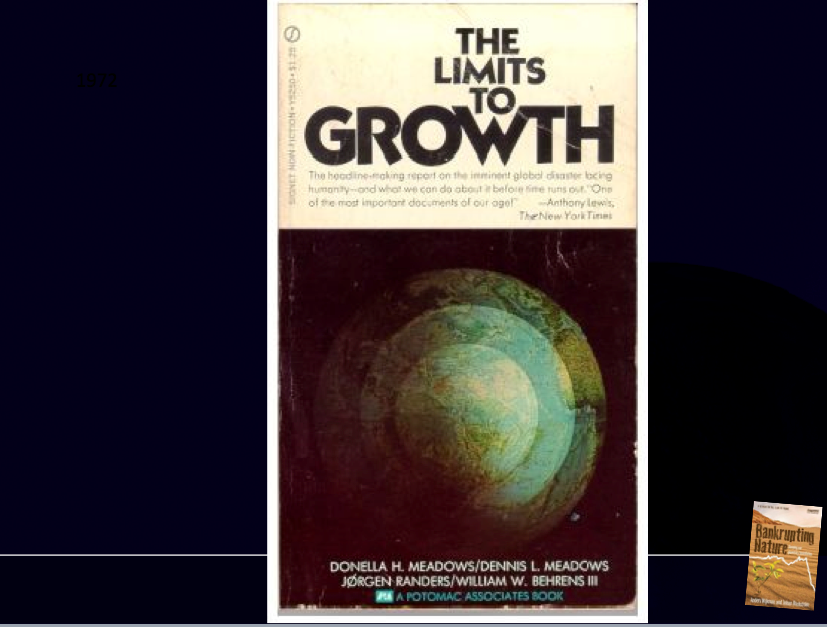 1972
SIGNET NON-FICTION • Y5250 • $1.25
THE
LIMITS
TO
GROWTH
The headline-making report on the imminent global disaster facing
humanity—and what we can do about it before time runs out. "One
of the most important documents of our age!" —Anthony Lewis,
The New York Times
DONELLA H. MEADOWS/DENNIS L. MEADOWS
JØRGEN RANDERS/WILLIAM W. BEHRENS III
A POTOMAC ASSOCIATES BOOK
Bankrupting
Nature